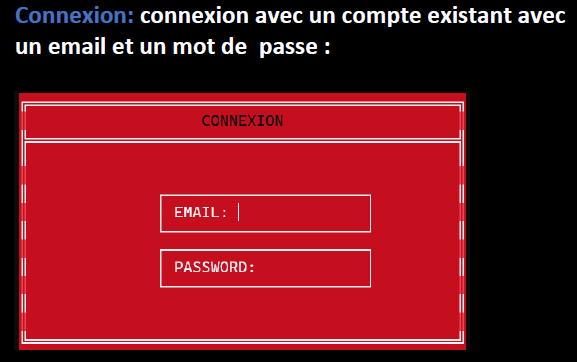 Connexion: connexion avec un compte existant avec
un email et un mot de passe :
CONNEXION
EMAIL:
PASSWORD: